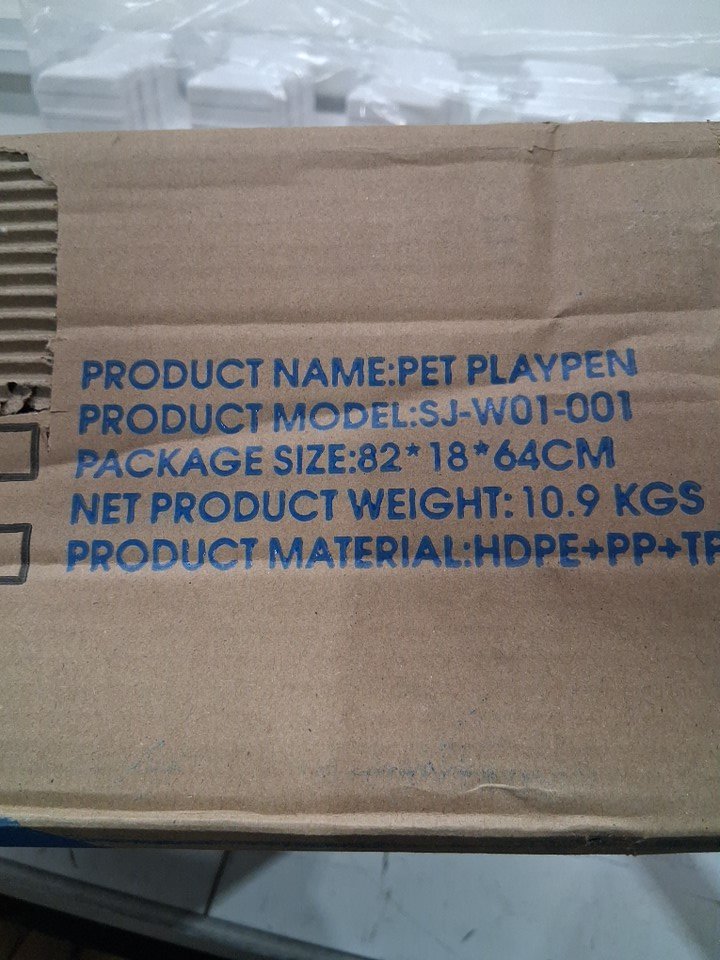 PRODUCT NAME:PET PLAYPEN
PRODUCT MODEL:SJ-W01-001
PACKAGE SIZE:82*18*64CM
NET PRODUCT WEIGHT: 10.9 KGS
PRODUCT MATERIAL:HDPE+PP+